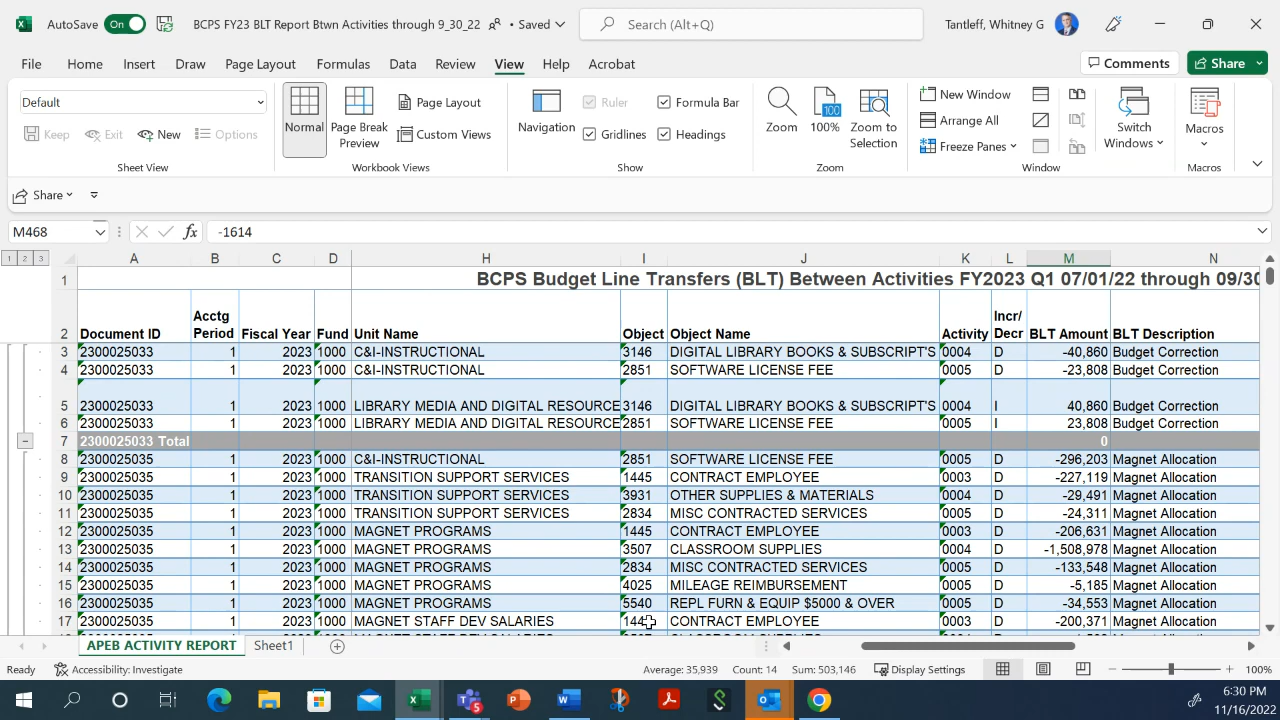 AutoSave On BCPS FY23 BLT Report Btwn Activities through 9_30_22 • Saved Search (Alt+Q) Tantleff, Whitney G
File Home Insert Draw Page Layout Formulas Data Review View Help Acrobat Comments Share
Default
Keep Exit New Options
Sheet View
Normal Page Break Preview Page Layout Custom Views
Workbook Views
Navigation Ruler Gridlines Formula Bar Headings
Show
Zoom 100 100% Zoom to Selection
Zoom
New Window Arrange All Freeze Panes Switch Windows
Window
Macros
Macros
Share
M468 fx -1614
1 2 3 A B C D H I J K L M N
1 BCPS Budget Line Transfers (BLT) Between Activities FY2023 Q1 07/01/22 through 09/30
2 Document ID Acctg Period Fiscal Year Fund Unit Name Object Object Name Activity Incr/ Decr BLT Amount BLT Description
3 2300025033 1 2023 1000 C&I-INSTRUCTIONAL 3146 DIGITAL LIBRARY BOOKS & SUBSCRIPT'S 0004 D -40,860 Budget Correction
4 2300025033 1 2023 1000 C&I-INSTRUCTIONAL 2851 SOFTWARE LICENSE FEE 0005 D -23,808 Budget Correction
5 2300025033 1 2023 1000 LIBRARY MEDIA AND DIGITAL RESOURCE 3146 DIGITAL LIBRARY BOOKS & SUBSCRIPT'S 0004 I 40,860 Budget Correction
6 2300025033 1 2023 1000 LIBRARY MEDIA AND DIGITAL RESOURCE 2851 SOFTWARE LICENSE FEE 0005 I 23,808 Budget Correction
7 2300025033 Total 0
8 2300025035 1 2023 1000 C&I-INSTRUCTIONAL 2851 SOFTWARE LICENSE FEE 0005 D -296,203 Magnet Allocation
9 2300025035 1 2023 1000 TRANSITION SUPPORT SERVICES 1445 CONTRACT EMPLOYEE 0003 D -227,119 Magnet Allocation
10 2300025035 1 2023 1000 TRANSITION SUPPORT SERVICES 3931 OTHER SUPPLIES & MATERIALS 0004 D -29,491 Magnet Allocation
11 2300025035 1 2023 1000 TRANSITION SUPPORT SERVICES 2834 MISC CONTRACTED SERVICES 0005 D -24,311 Magnet Allocation
12 2300025035 1 2023 1000 MAGNET PROGRAMS 1445 CONTRACT EMPLOYEE 0003 D -206,631 Magnet Allocation
13 2300025035 1 2023 1000 MAGNET PROGRAMS 3507 CLASSROOM SUPPLIES 0004 D -1,508,978 Magnet Allocation
14 2300025035 1 2023 1000 MAGNET PROGRAMS 2834 MISC CONTRACTED SERVICES 0005 D -133,548 Magnet Allocation
15 2300025035 1 2023 1000 MAGNET PROGRAMS 4025 MILEAGE REIMBURSEMENT 0005 D -5,185 Magnet Allocation
16 2300025035 1 2023 1000 MAGNET PROGRAMS 5540 REPL FURN & EQUIP $5000 & OVER 0005 D -34,553 Magnet Allocation
17 2300025035 1 2023 1000 MAGNET STAFF DEV SALARIES CONTRACT EMPLOYEE 0003 D -200,371 Magnet Allocation
APEB ACTIVITY REPORT Sheet1
Ready Accessibility: Investigate Average: 35,939 Count: 14 Sum: 503,146 Display Settings 100%
6:30 PM
11/16/2022